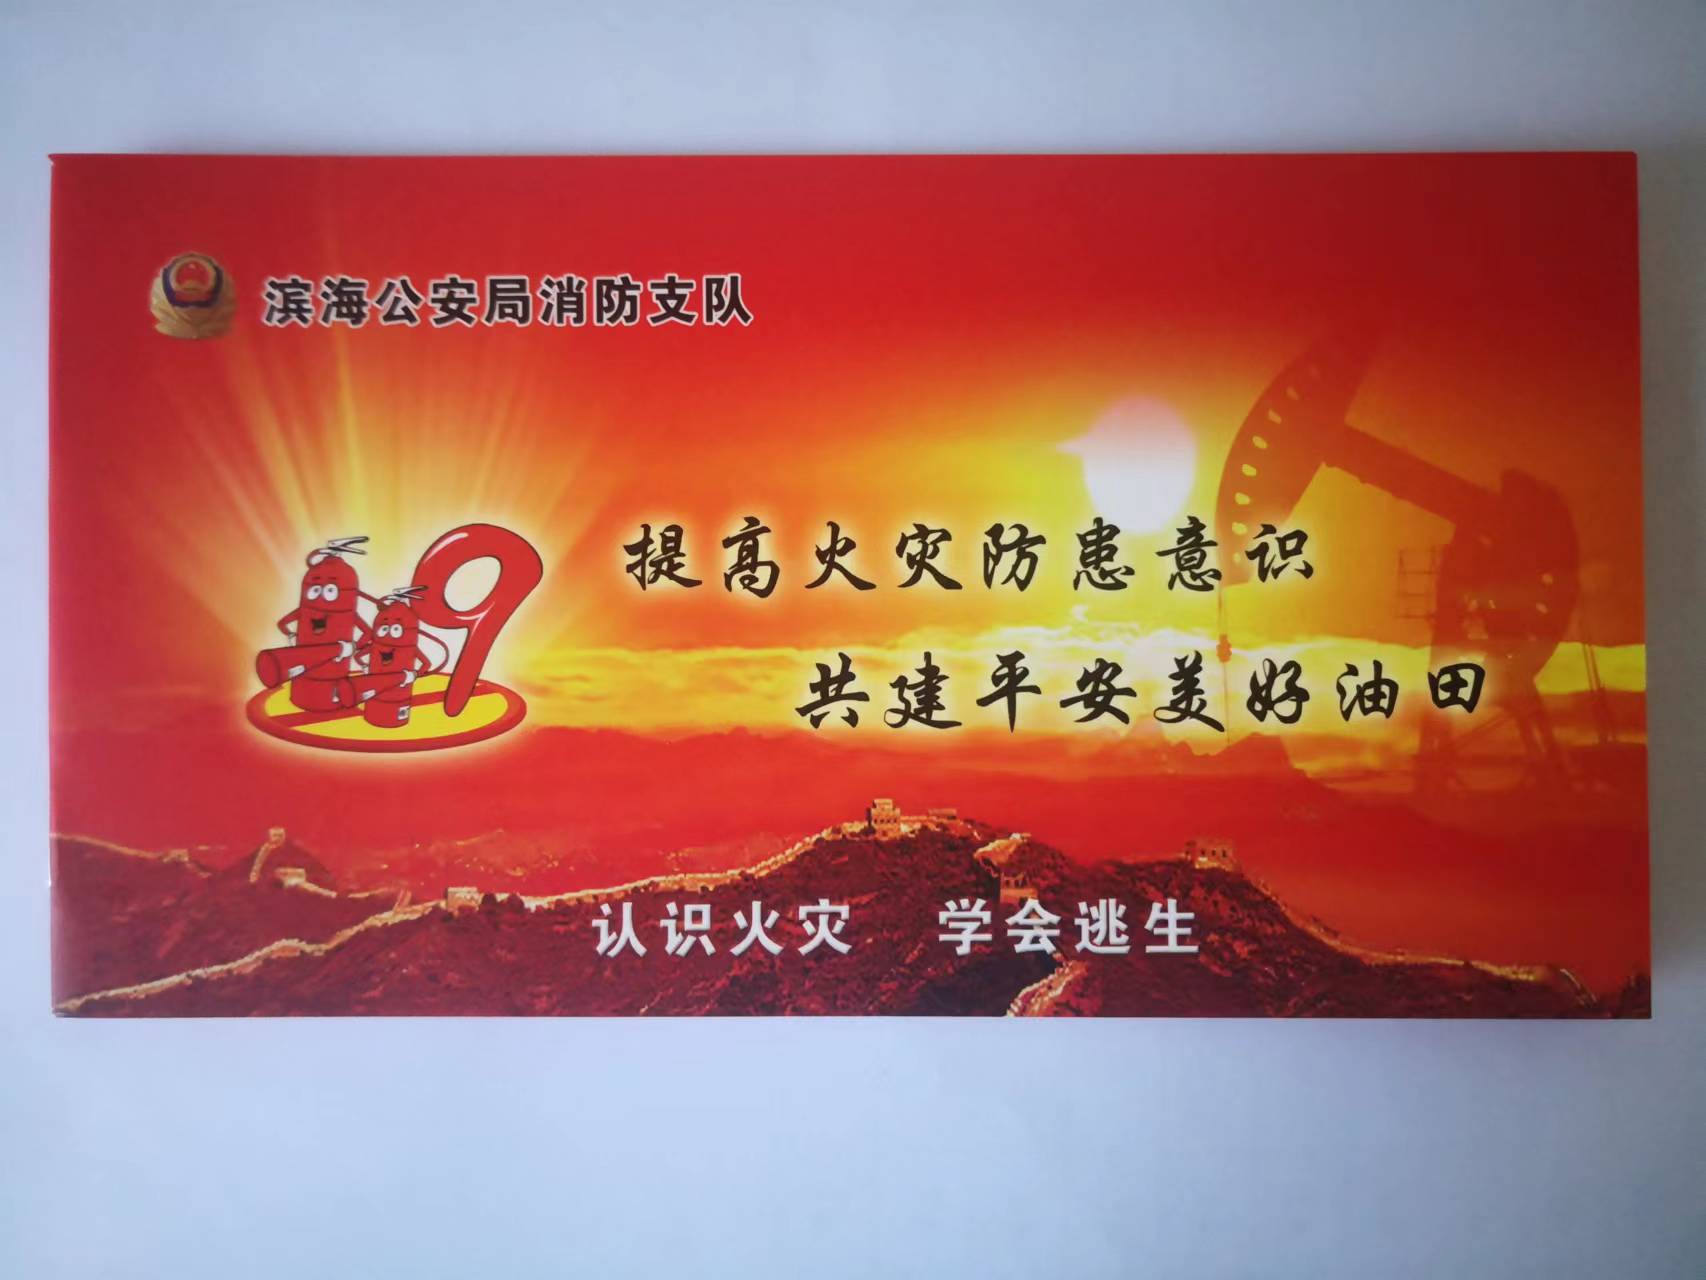 滨海公安局消防支队
提高火灾防患意识
共建平安美好油田
认识火灾 学会逃生